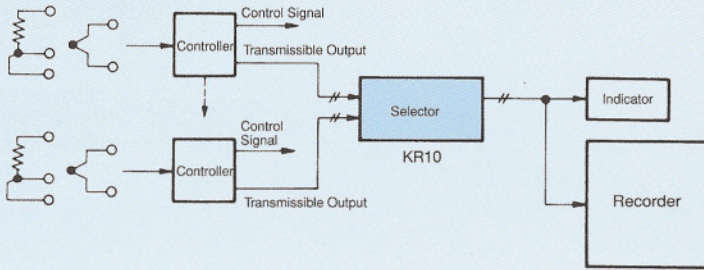 Control Signal
Controller
Transmissible Output
Selector
Indicator
KR10
Control
Signal
Controller
Recorder
Transmissible Output